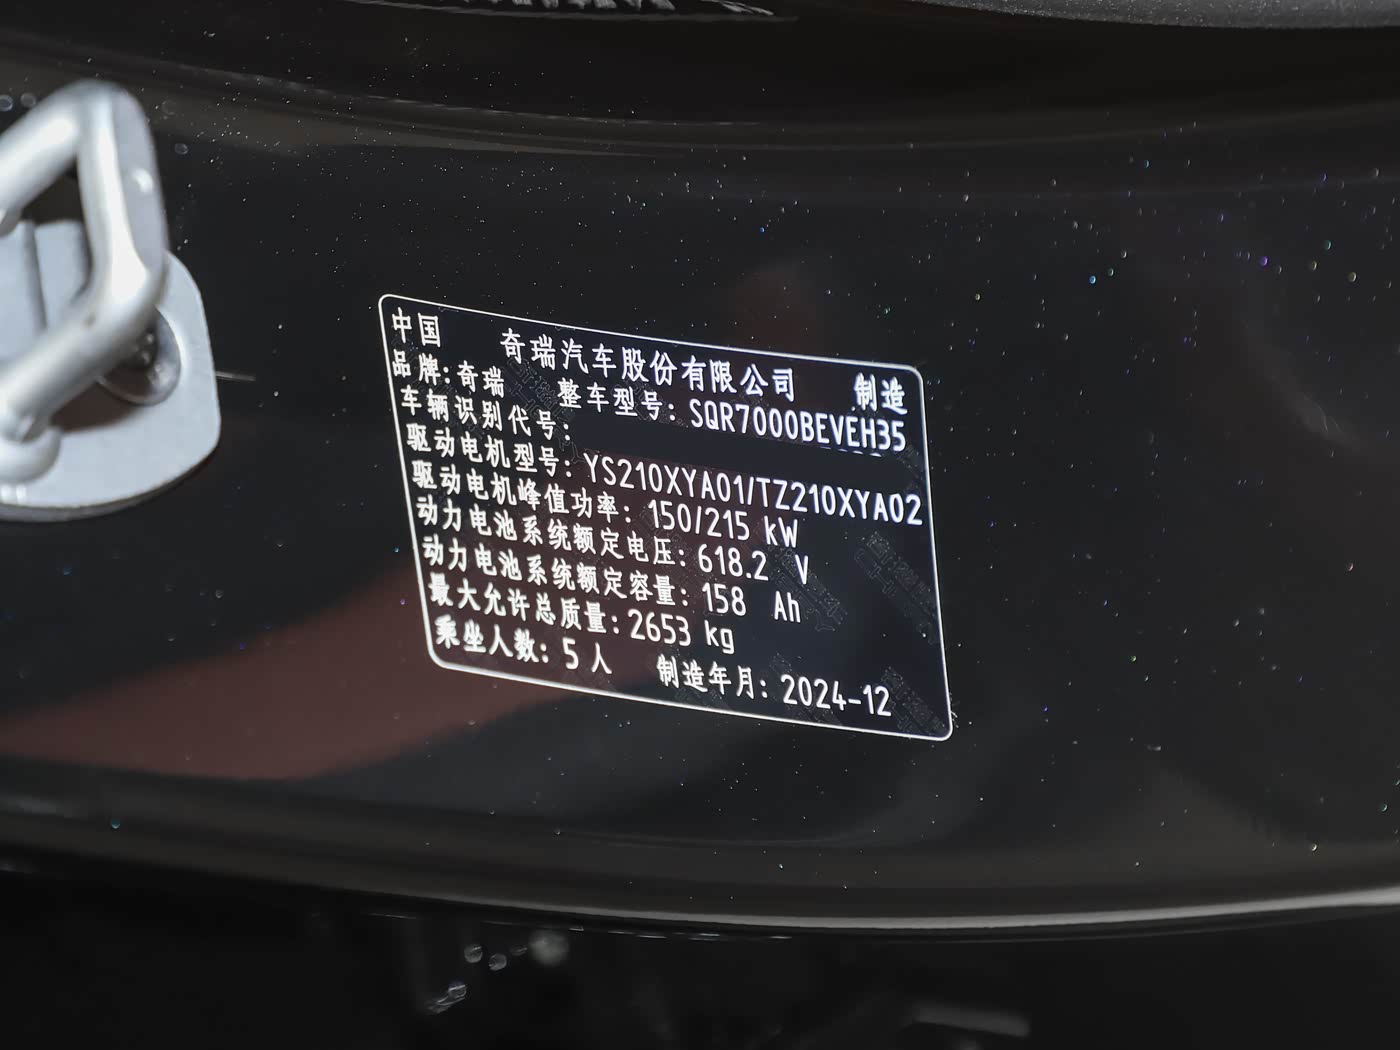 中国 奇瑞汽车股份有限公司 制造
品牌:奇瑞 整车型号: SQR7000BEVEH35
车辆识别代号:
驱动电机型号: YS210XYA01/TZ210XYA02
驱动电机峰值功率: 150/215 kW
动力电池系统额定电压: 618.2 V
动力电池系统额定容量: 158 Ah
最大允许总质量: 2653 kg
乘坐人数: 5 人 制造年月: 2024-12